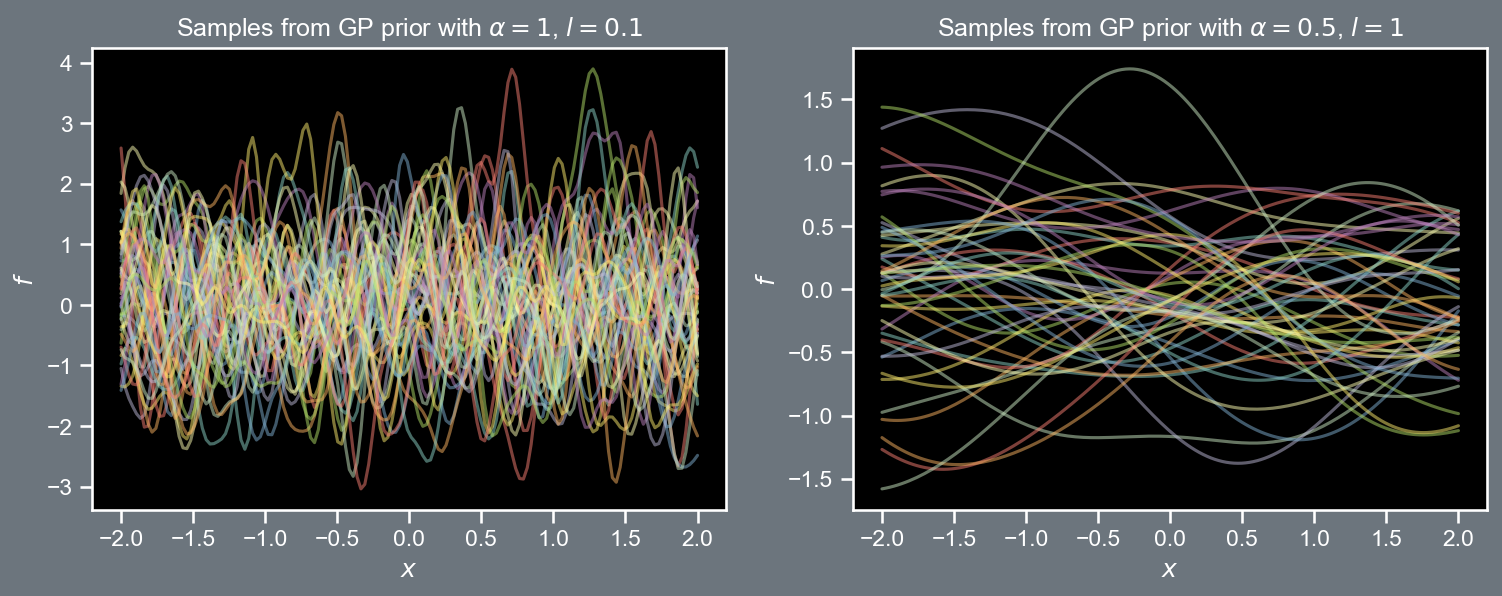 Samples from GP prior with α = 1, l = 0.1
4
3
2
1
0
−1
−2
−3
f
−2.0 −1.5 −1.0 −0.5 0.0 0.5 1.0 1.5 2.0
x
Samples from GP prior with α = 0.5, l = 1
1.5
1.0
0.5
0.0
−0.5
−1.0
−1.5
f
−2.0 −1.5 −1.0 −0.5 0.0 0.5 1.0 1.5 2.0
x